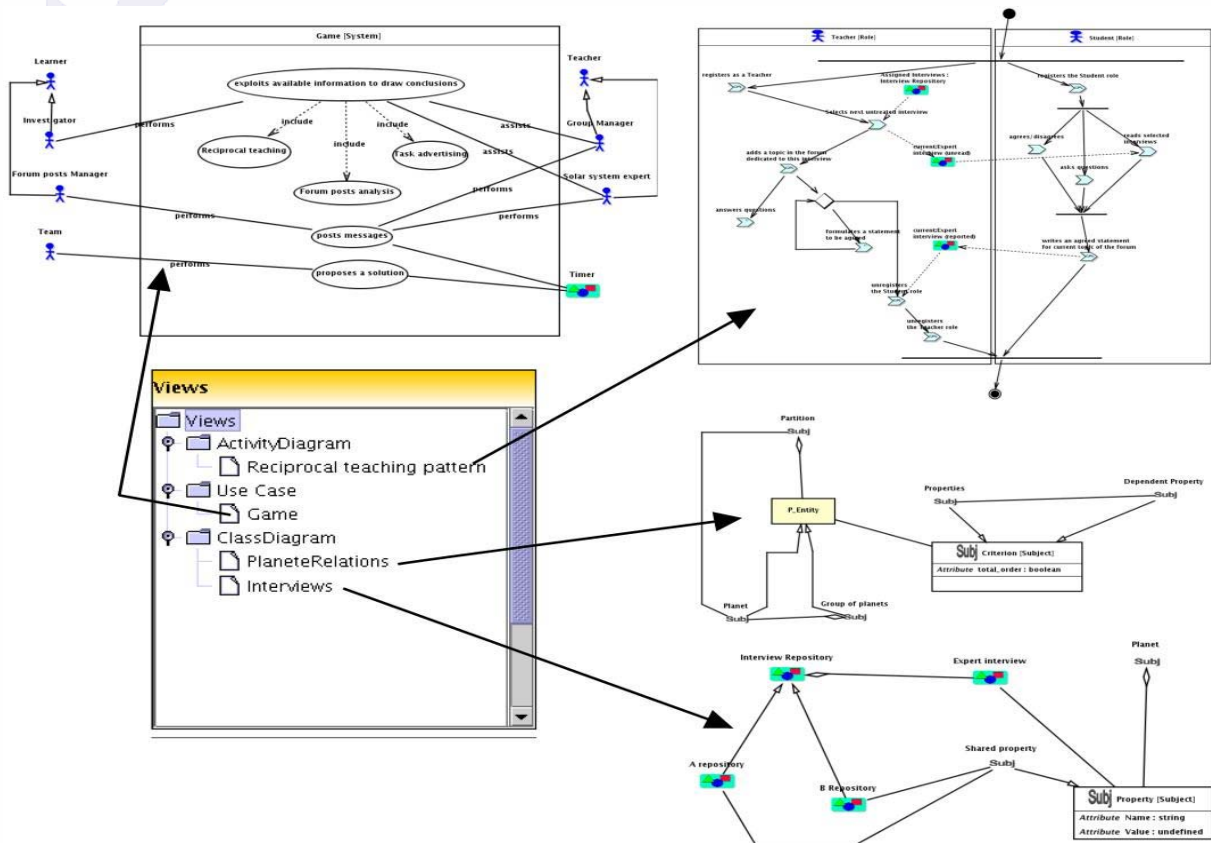 Game [System]
Learner
Teacher
exploits available information to draw conclusions
Investigator
performs
include
include
include
assists
Group Manager
Reciprocal teaching
Task advertising
assists
Forum posts Manager
Forum posts analysis
Solar system expert
performs
performs
Team
posts messages
performs
proposes a solution
Timer
Teacher [Role]
Student [Role]
registers as a Teacher
Assigned Interviews :
Interview Repository
registers the Student role
Selects next untreated interview
agrees/disagrees
reads selected
interviews
adds a topic in the forum
dedicated to this interview
current/Expert
interview (unread)
asks questions
answers questions
formulates a statement
to be agreed
current/Expert
interview (reported)
writes an agreed statement
for current topic of the forum
unregisters
the Student role
unregisters
the Teacher role
Views
Views
ActivityDiagram
Reciprocal teaching pattern
Use Case
Game
ClassDiagram
PlaneteRelations
Interviews
Partition
Subj
P_Entity
Properties
Subj
Dependent Property
Subj
Subj Criterion [Subject]
Attribute total_order : boolean
Planet
Subj
Group of planets
Subj
Interview Repository
Expert interview
Planet
Subj
A repository
B Repository
Shared property
Subj
Subj Property [Subject]
Attribute Name : string
Attribute Value : undefined